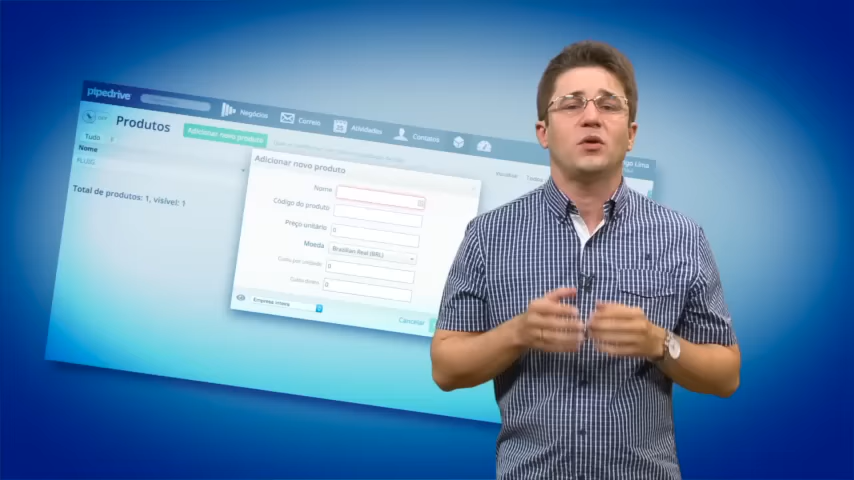 pipedrive
Negócios
Correio
Atividades
Contatos
Produtos
Adicionar novo produto
Tudo
Nome
Adicionar novo produto
Nome
Código do produto
Preço unitário
0
Moeda
Brazilian Real (BRL)
Custo por unidade
0
Custo direto
0
Empresa inteira
Cancelar
Total de produtos: 1, visível: 1
go Lima